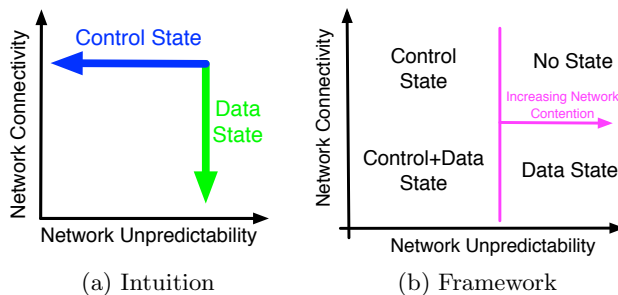 Network Connectivity
Control State
Data
State
Network Unpredictability
(a) Intuition
Network Connectivity
Control
State
No State
Increasing Network
Contention
Control+Data
State
Data State
Network Unpredictability
(b) Framework